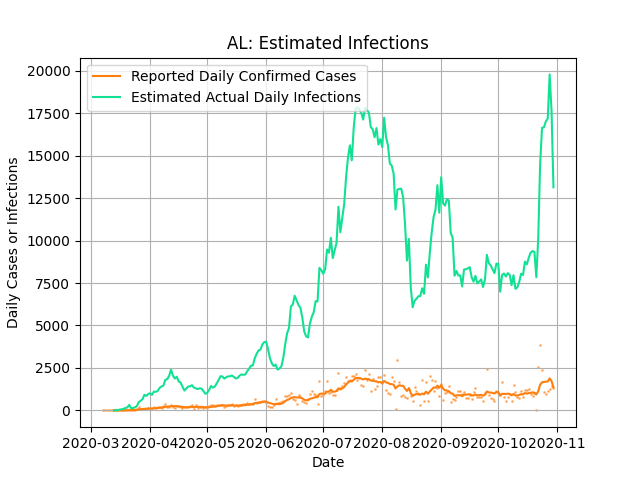 AL: Estimated Infections
Reported Daily Confirmed Cases
Estimated Actual Daily Infections
Daily Cases or Infections
20000
17500
15000
12500
10000
7500
5000
2500
0
2020-03 2020-04 2020-05 2020-06 2020-07 2020-08 2020-09 2020-10 2020-11
Date